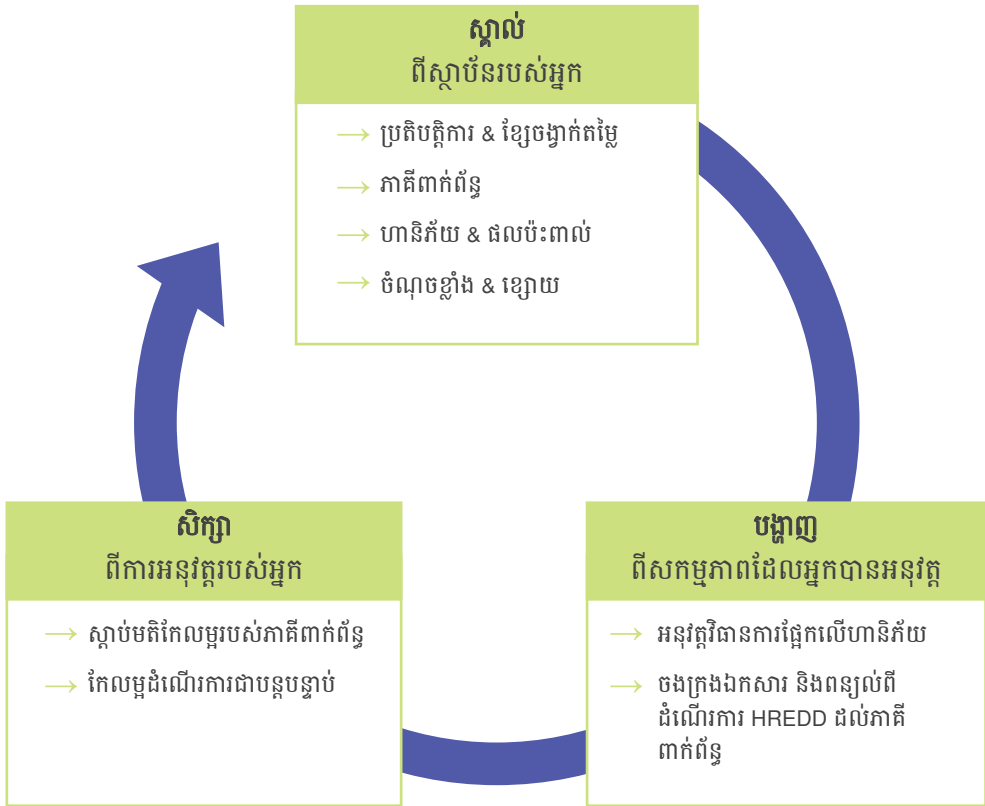 ស្គាល់
ពីស្ថាប័នរបស់អ្នក
→ ប្រតិបត្តិការ & ខ្សែចង្វាក់តម្លៃ
→ ភាគីពាក់ព័ន្ធ
→ ហានិភ័យ & ផលប៉ះពាល់
→ ចំណុចខ្លាំង & ខ្សោយ
បង្ហាញ
ពីសកម្មភាពដែលអ្នកបានអនុវត្ត
→ អនុវត្តវិធានការផ្អែកលើហានិភ័យ
→ ចងក្រងឯកសារ និងពន្យល់ពី
ដំណើរការ HREDD ដល់ភាគី
ពាក់ព័ន្ធ
សិក្សា
ពីការអនុវត្តរបស់អ្នក
→ ស្តាប់មតិកែលម្អរបស់ភាគីពាក់ព័ន្ធ
→ កែលម្អដំណើរការជាបន្តបន្ទាប់